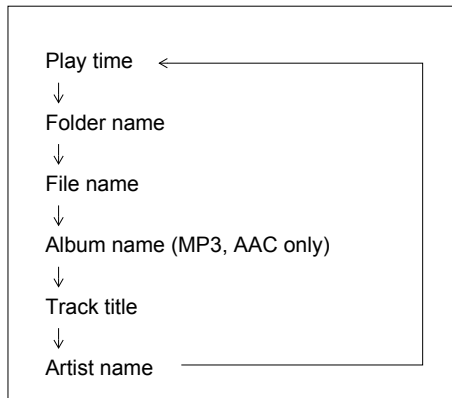 Play time
Folder name
File name
Album name (MP3, AAC only)
Track title
Artist name